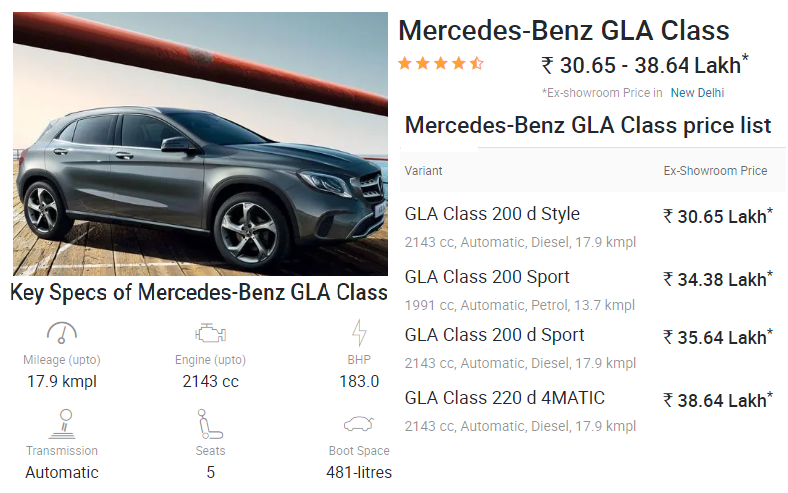 Mercedes-Benz GLA Class
₹ 30.65 - 38.64 Lakh*
*Ex-showroom Price in New Delhi
Mercedes-Benz GLA Class price list
Variant Ex-Showroom Price
GLA Class 200 d Style ₹ 30.65 Lakh*
2143 cc, Automatic, Diesel, 17.9 kmpl
GLA Class 200 Sport ₹ 34.38 Lakh*
1991 cc, Automatic, Petrol, 13.7 kmpl
GLA Class 200 d Sport ₹ 35.64 Lakh*
2143 cc, Automatic, Diesel, 17.9 kmpl
GLA Class 220 d 4MATIC ₹ 38.64 Lakh*
2143 cc, Automatic, Diesel, 17.9 kmpl
Key Specs of Mercedes-Benz GLA Class
Mileage (upto) Engine (upto) BHP
17.9 kmpl 2143 cc 183.0
Transmission Seats Boot Space
Automatic 5 481-litres